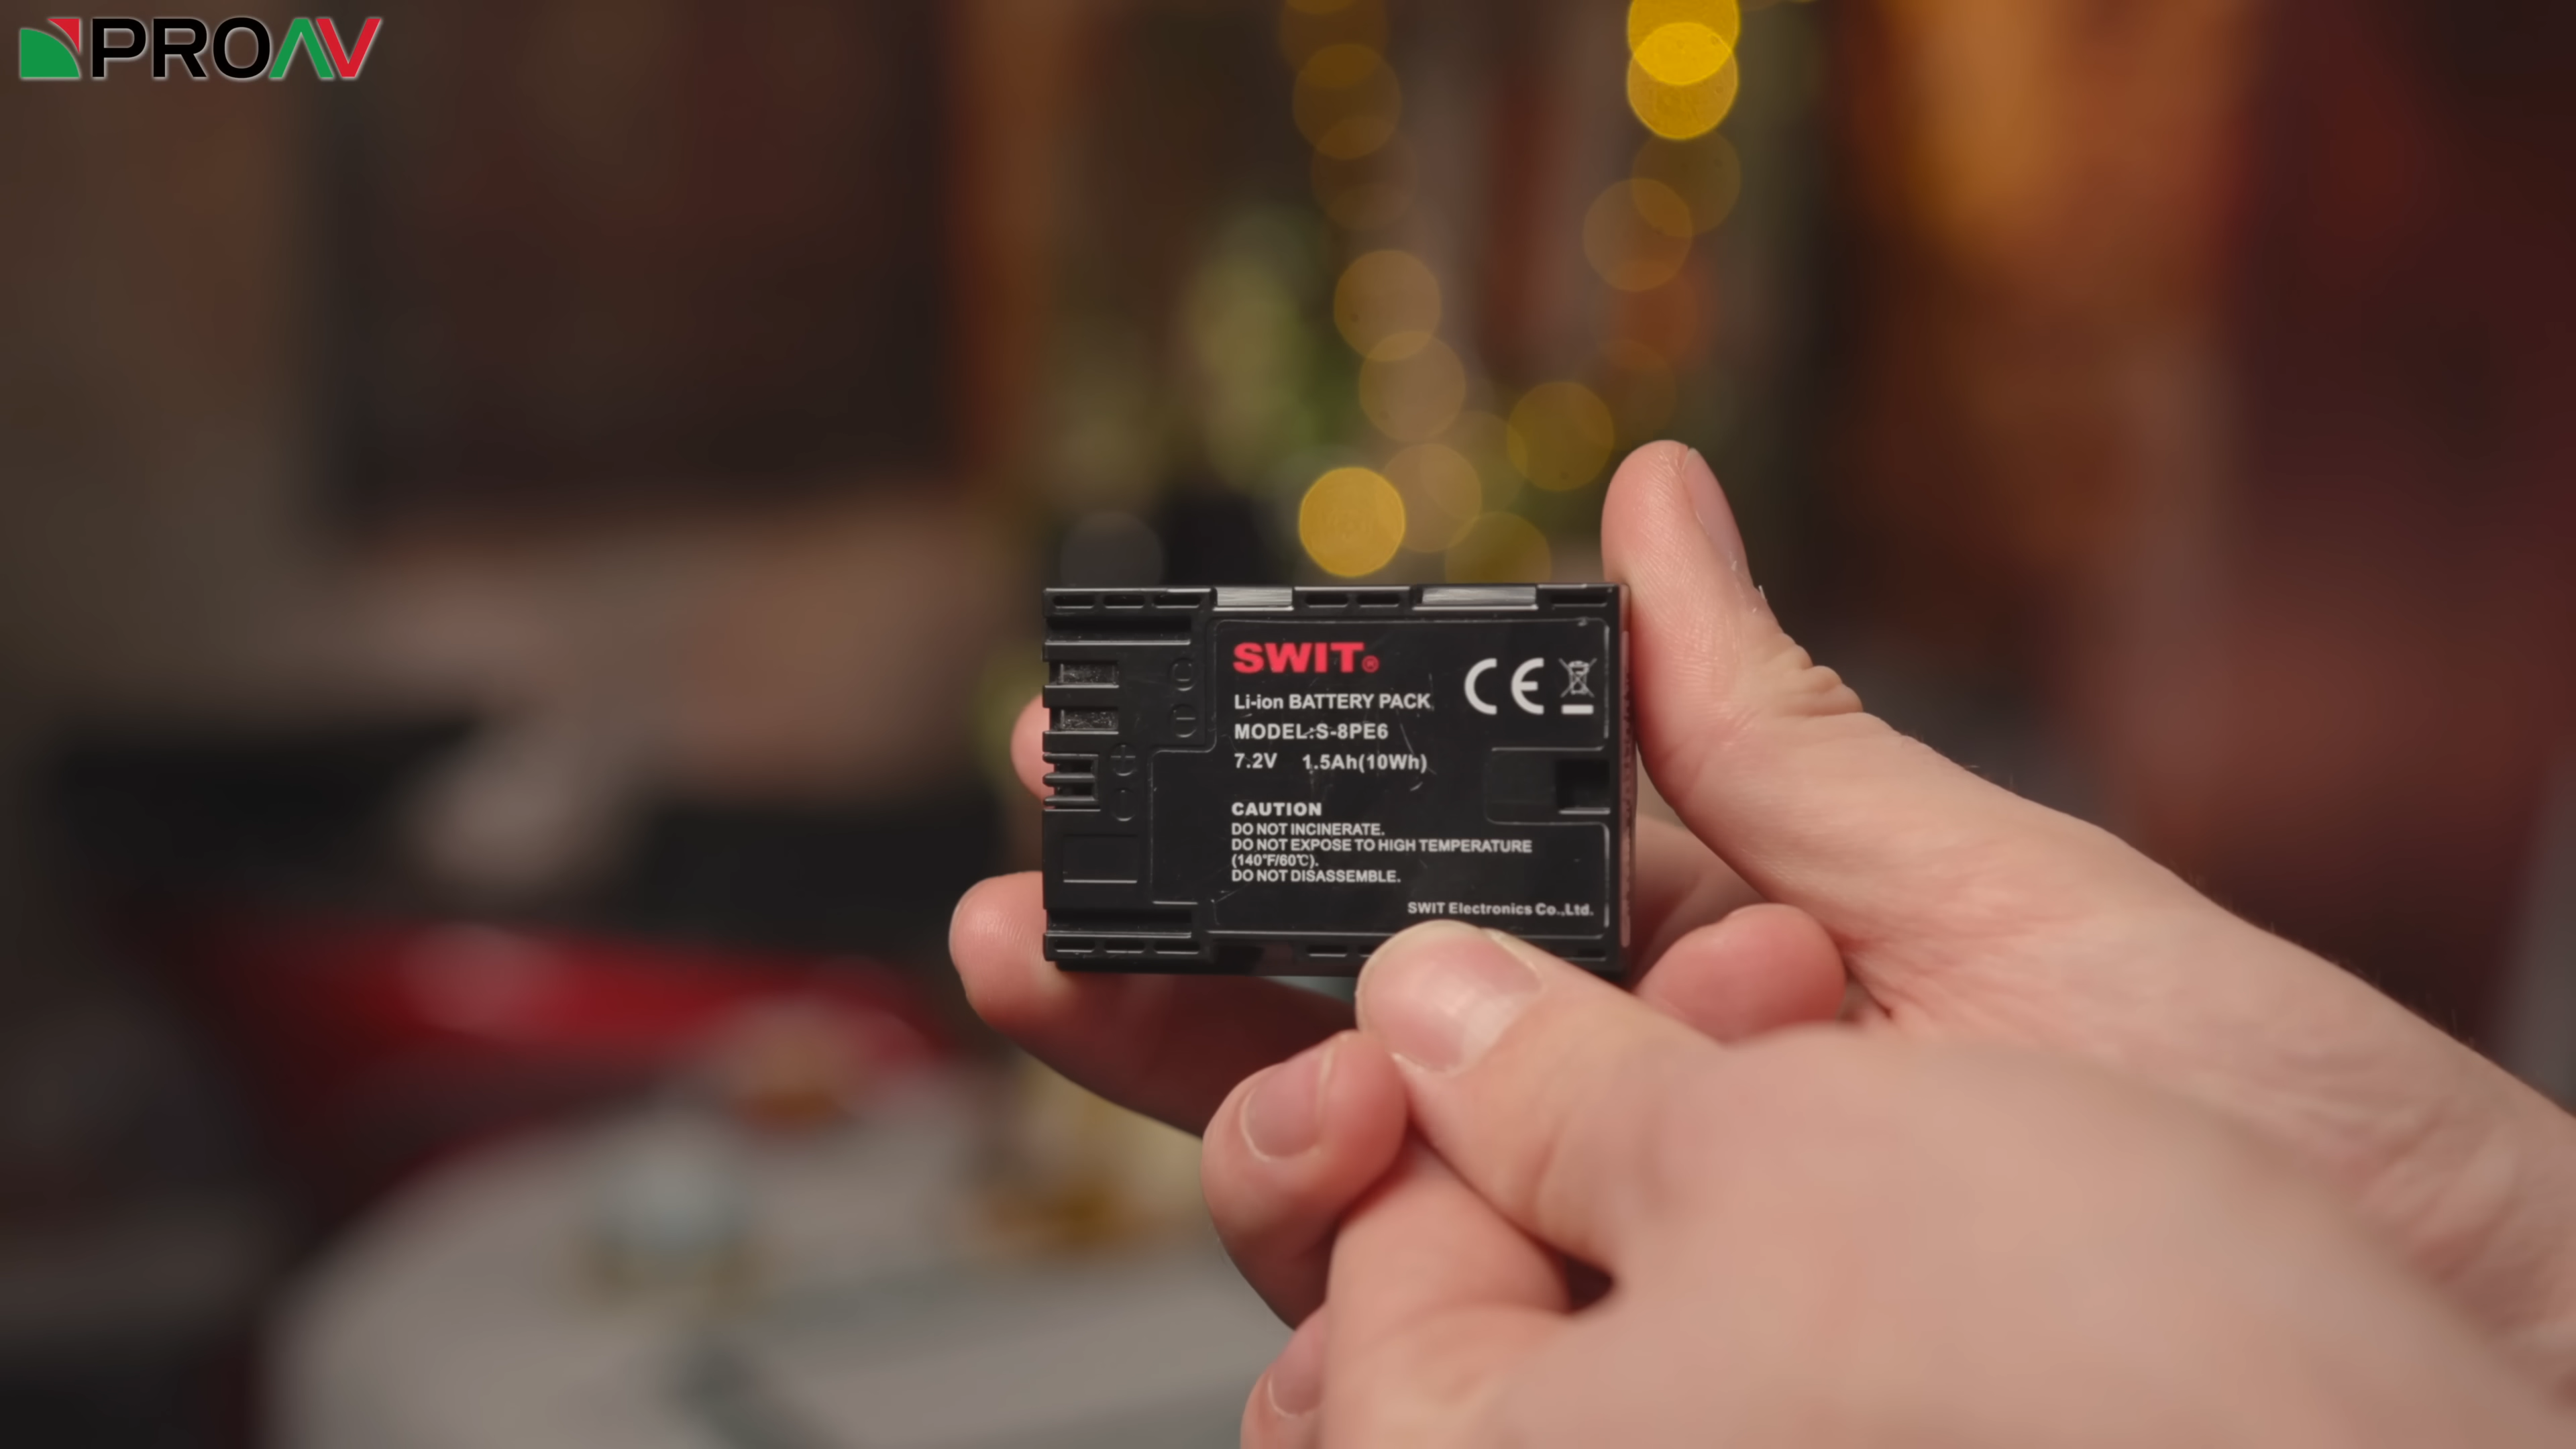 PROAV
SWIT®
Li-ion BATTERY PACK
MODEL:S-8PE6
7.2V 1.5Ah(10Wh)
CE
CAUTION
DO NOT INCINERATE.
DO NOT EXPOSE TO HIGH TEMPERATURE
(140°F/60℃).
DO NOT DISASSEMBLE.
SWIT Electronics Co.,Ltd.